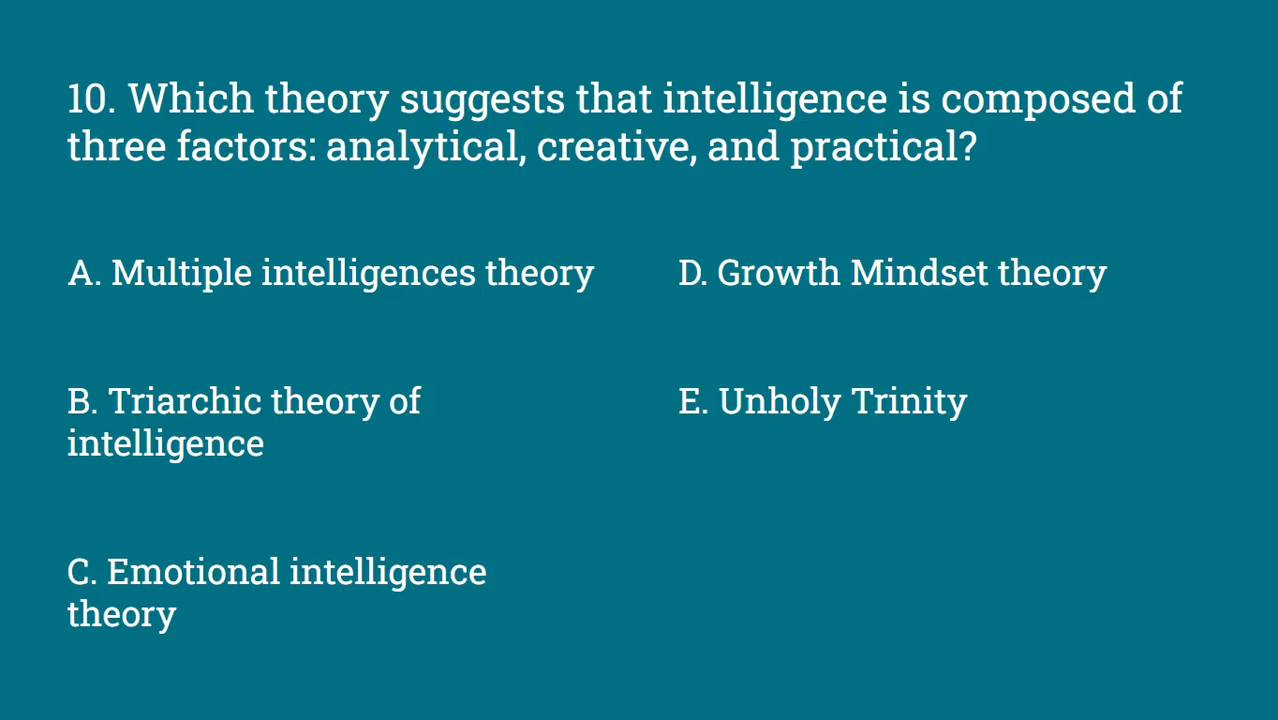 10. Which theory suggests that intelligence is composed of
three factors: analytical, creative, and practical?
A. Multiple intelligences theory
B. Triarchic theory of
intelligence
C. Emotional intelligence
theory
D. Growth Mindset theory
E. Unholy Trinity